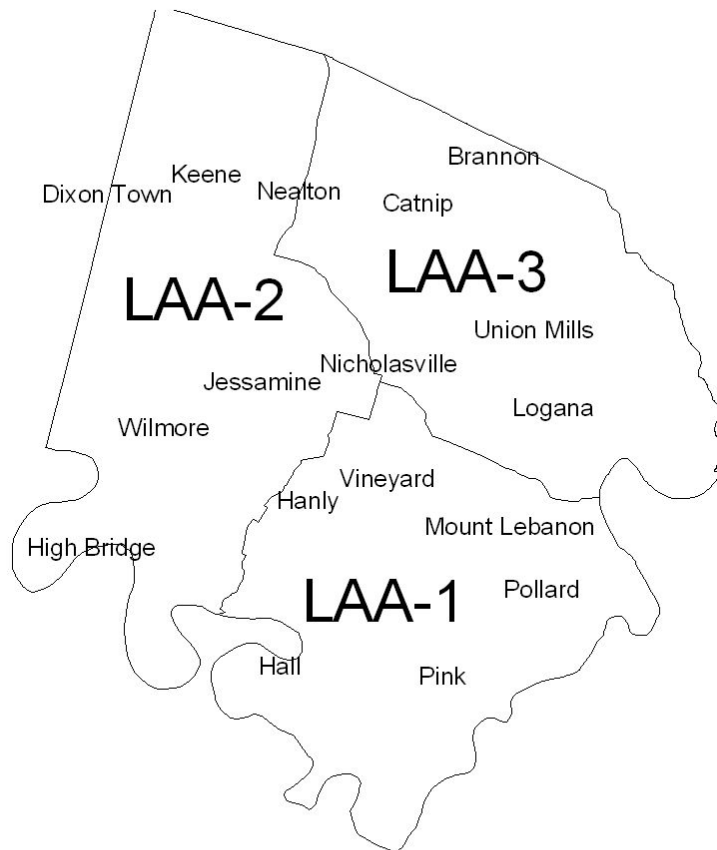 Brannon
Keene
Dixon Town
Nealton
Catnip
LAA-3
LAA-2
Union Mills
Nicholasville
Jessamine
Logana
Wilmore
Vineyard
Hanly
Mount Lebanon
High Bridge
Pollard
LAA-1
Hall
Pink